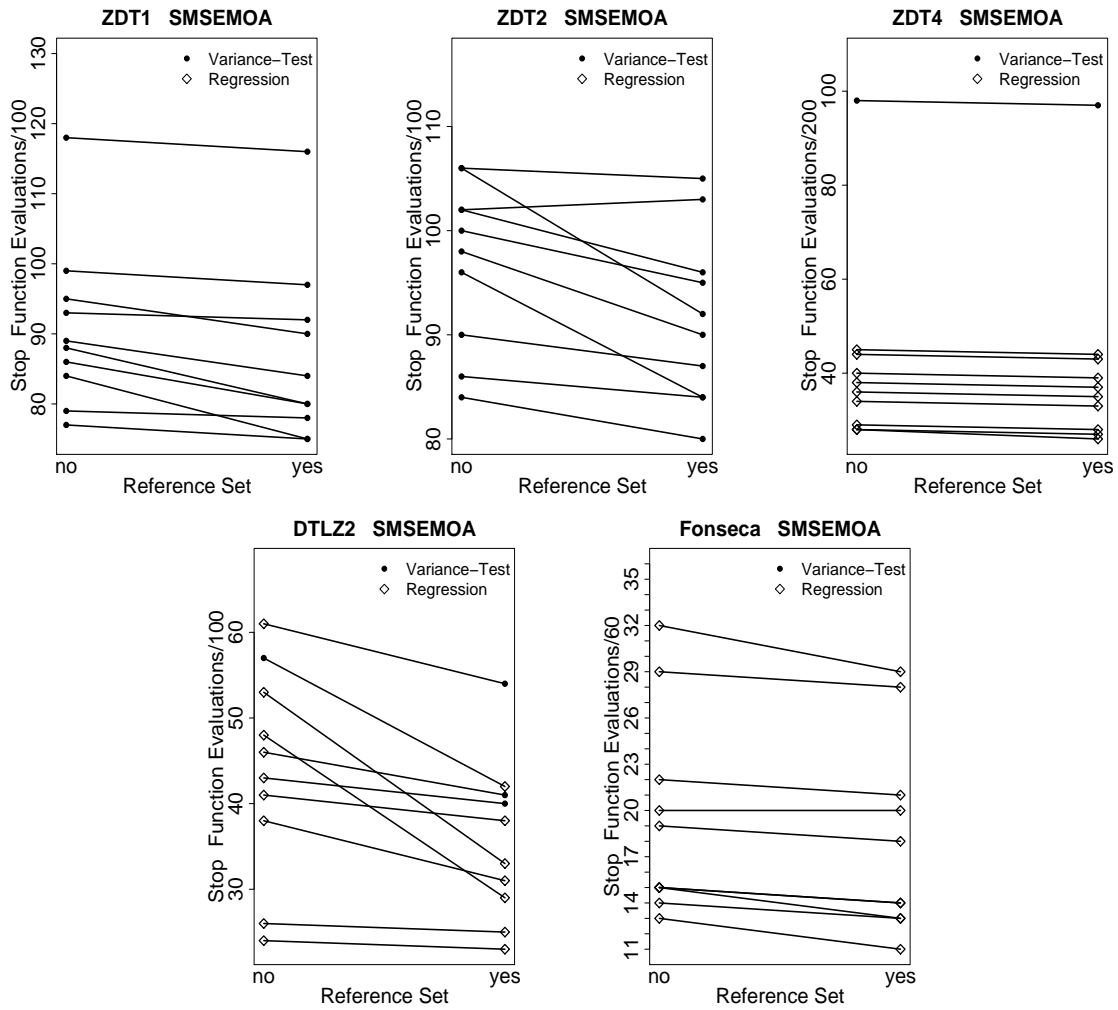 ZDT1 SMSEMOA
Stop Function Evaluations/100
130
120
110
100
90
80
Variance−Test
Regression
no
yes
Reference Set
ZDT2 SMSEMOA
Stop Function Evaluations/100
110
100
90
80
Variance−Test
Regression
no
yes
Reference Set
ZDT4 SMSEMOA
Stop Function Evaluations/200
100
80
60
40
Variance−Test
Regression
no
yes
Reference Set
DTLZ2 SMSEMOA
Stop Function Evaluations/100
60
50
40
30
Variance−Test
Regression
no
yes
Reference Set
Fonseca SMSEMOA
Stop Function Evaluations/60
35
32
29
26
23
20
17
14
11
Variance−Test
Regression
no
yes
Reference Set